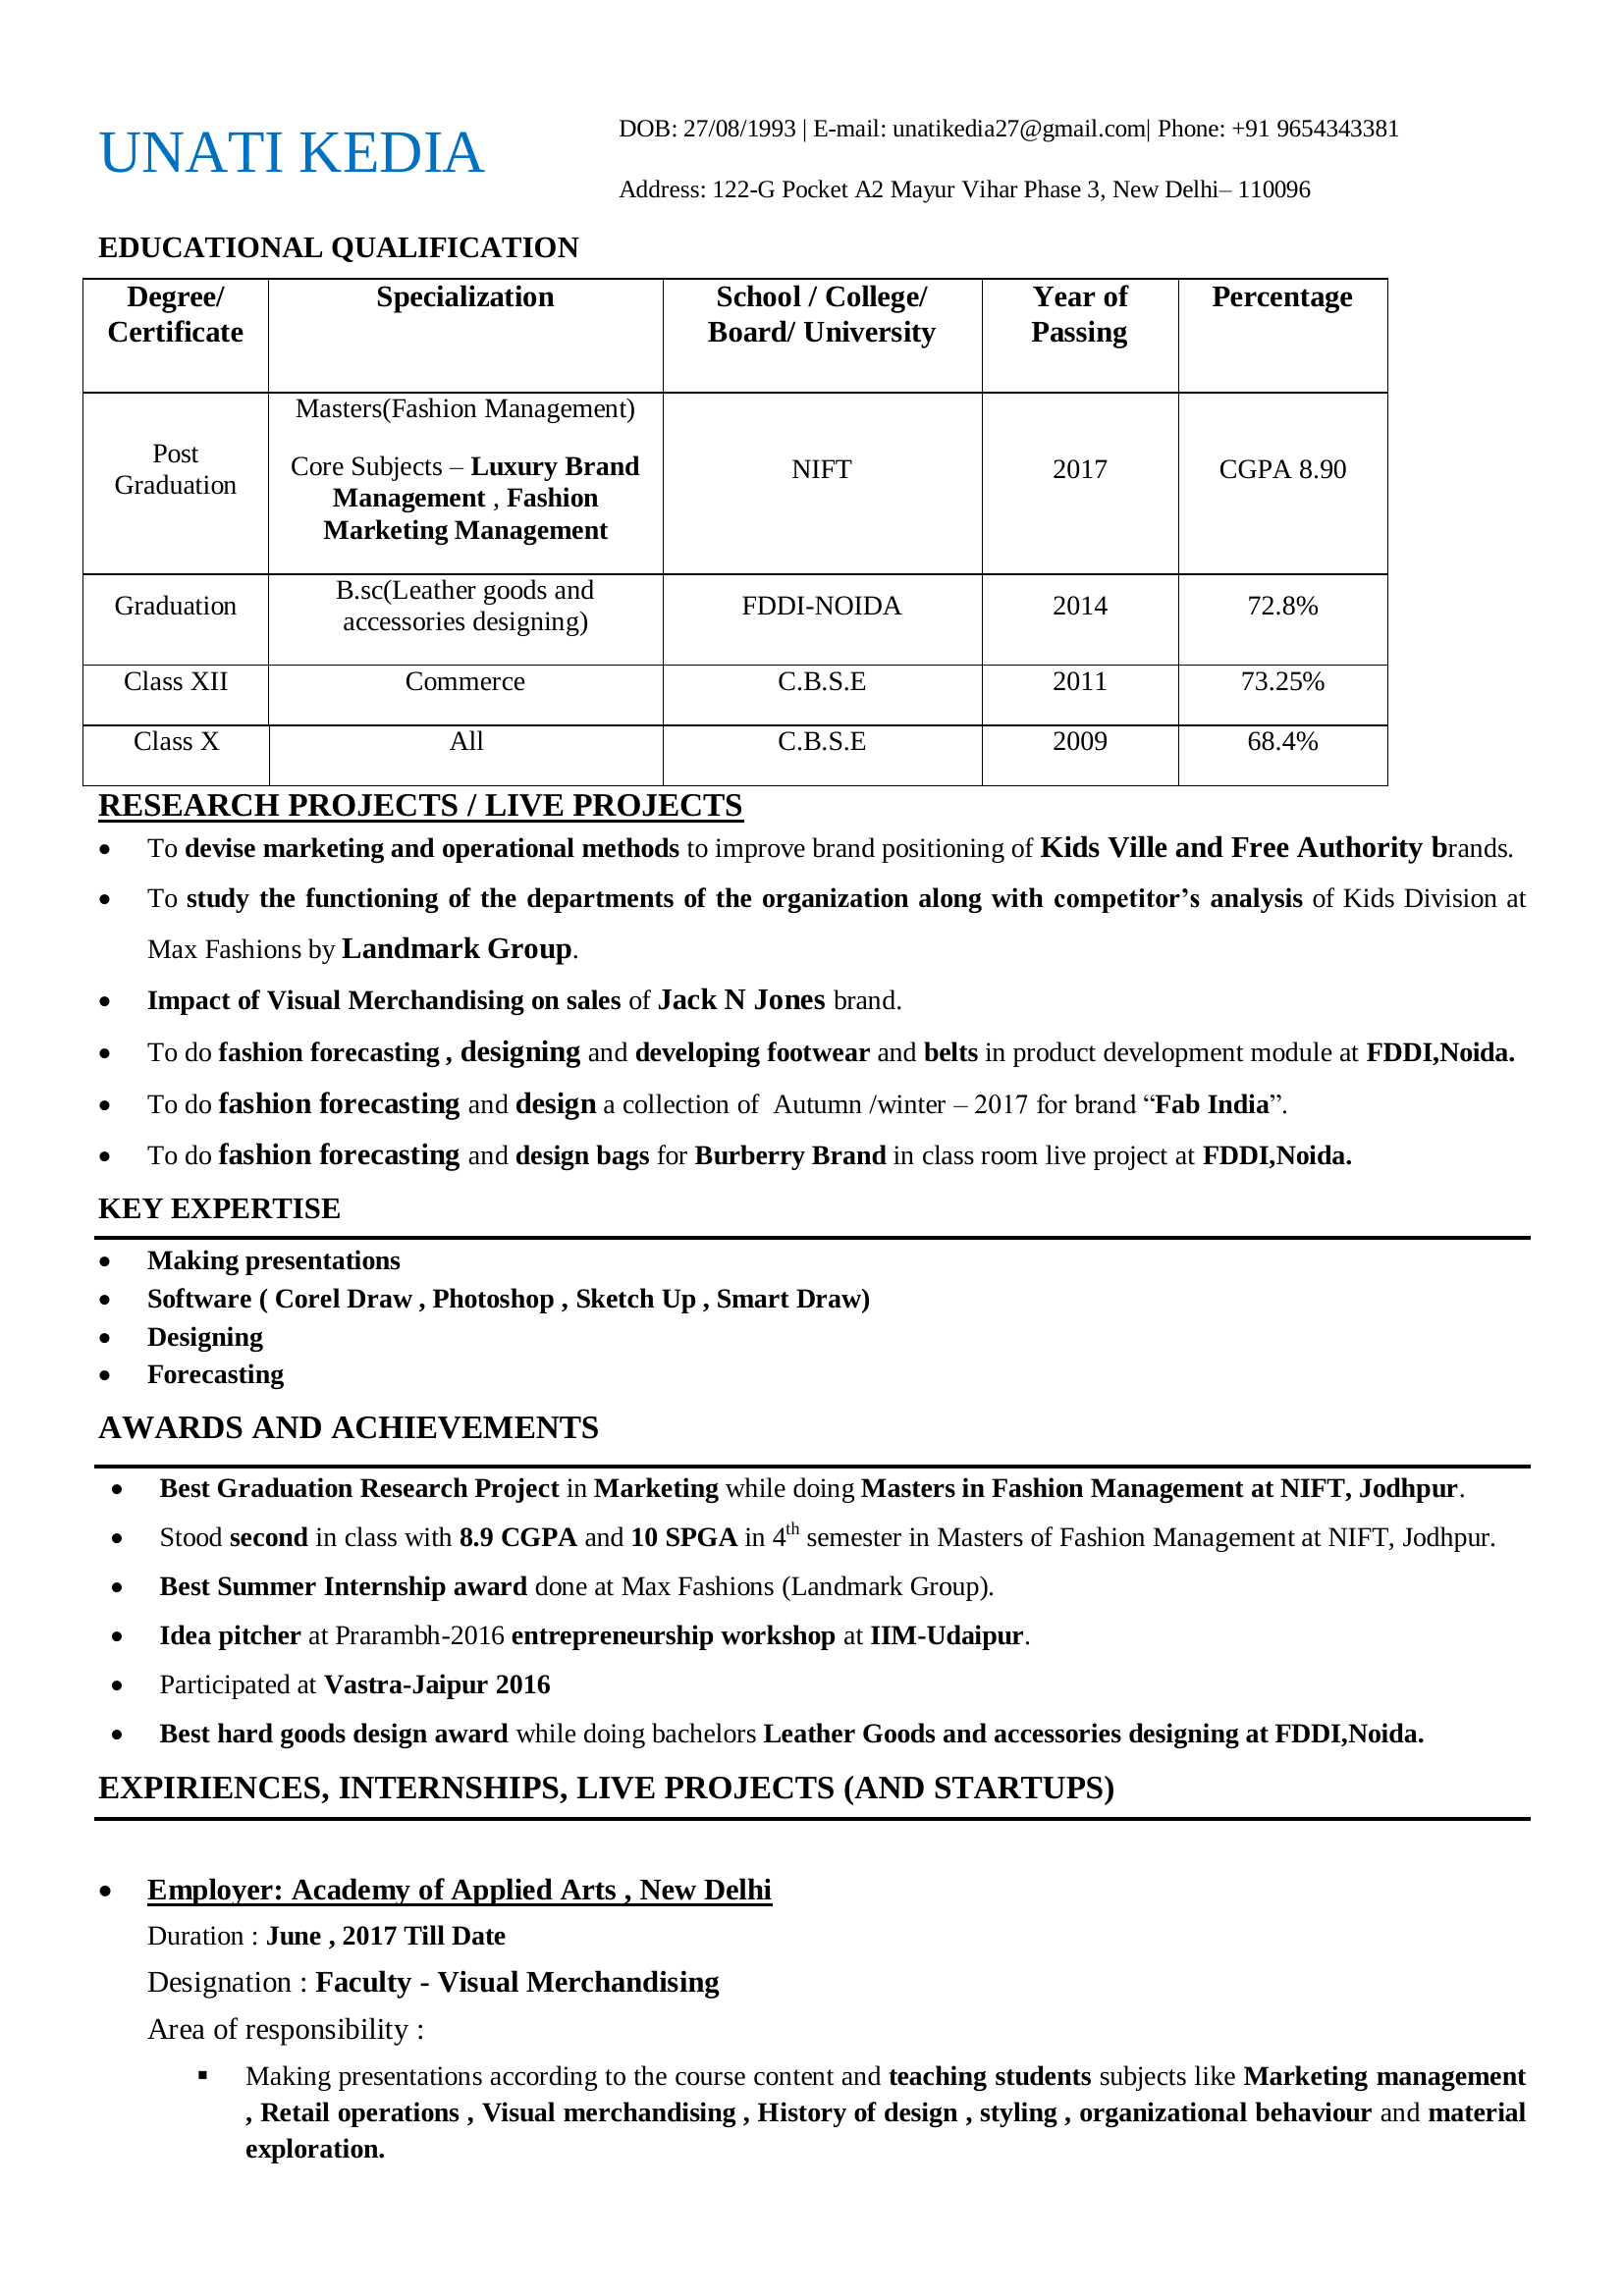 UNATI KEDIA
DOB: 27/08/1993 | E-mail: unatikedia27@gmail.com| Phone: +91 9654343381
Address: 122-G Pocket A2 Mayur Vihar Phase 3, New Delhi– 110096
EDUCATIONAL QUALIFICATION
Degree/ Certificate Specialization School / College/ Board/ University Year of Passing Percentage
Post Graduation
Masters(Fashion Management)
Core Subjects – Luxury Brand
Management , Fashion
Marketing Management
NIFT 2017 CGPA 8.90
Graduation
B.sc(Leather goods and
accessories designing)
FDDI-NOIDA 2014 72.8%
Class XII Commerce C.B.S.E 2011 73.25%
Class X All C.B.S.E 2009 68.4%
RESEARCH PROJECTS / LIVE PROJECTS
• To devise marketing and operational methods to improve brand positioning of Kids Ville and Free Authority brands.
• To study the functioning of the departments of the organization along with competitor’s analysis of Kids Division at
Max Fashions by Landmark Group.
• Impact of Visual Merchandising on sales of Jack N Jones brand.
• To do fashion forecasting , designing and developing footwear and belts in product development module at FDDI,Noida.
• To do fashion forecasting and design a collection of Autumn /winter – 2017 for brand “Fab India”.
• To do fashion forecasting and design bags for Burberry Brand in class room live project at FDDI,Noida.
KEY EXPERTISE
• Making presentations
• Software ( Corel Draw , Photoshop , Sketch Up , Smart Draw)
• Designing
• Forecasting
AWARDS AND ACHIEVEMENTS
• Best Graduation Research Project in Marketing while doing Masters in Fashion Management at NIFT, Jodhpur.
• Stood second in class with 8.9 CGPA and 10 SPGA in 4th semester in Masters of Fashion Management at NIFT, Jodhpur.
• Best Summer Internship award done at Max Fashions (Landmark Group).
• Idea pitcher at Prarambh-2016 entrepreneurship workshop at IIM-Udaipur.
• Participated at Vastra-Jaipur 2016
• Best hard goods design award while doing bachelors Leather Goods and accessories designing at FDDI,Noida.
EXPIRIENCES, INTERNSHIPS, LIVE PROJECTS (AND STARTUPS)
• Employer: Academy of Applied Arts , New Delhi
Duration : June , 2017 Till Date
Designation : Faculty - Visual Merchandising
Area of responsibility :
▪ Making presentations according to the course content and teaching students subjects like Marketing management
, Retail operations , Visual merchandising , History of design , styling , organizational behaviour and material
exploration.